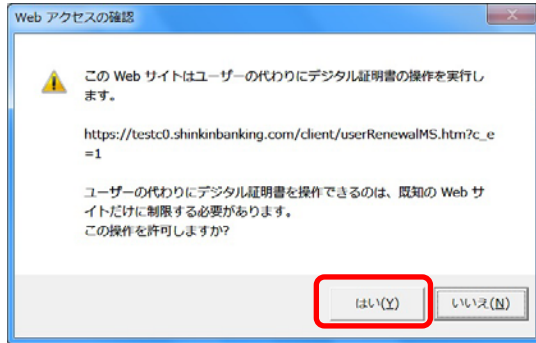 Web アクセスの確認
この Web サイトはユーザーの代わりにデジタル証明書の操作を実行し
ます。
https://testc0.shinkinbanking.com/client/userRenewalMS.htm?c_e
=1
ユーザーの代わりにデジタル証明書を操作できるのは、既知の Web サ
イトだけに制限する必要があります。
この操作を許可しますか?
はい(Y)
いいえ(N)